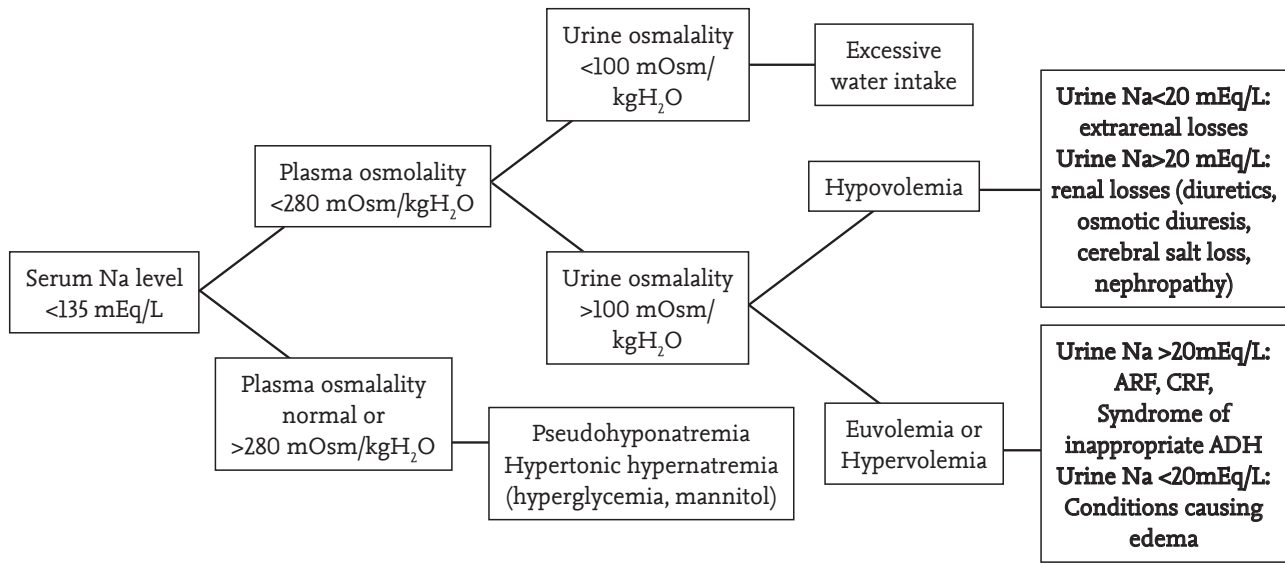 Serum Na level
<135 mEq/L
Plasma osmolality
<280 mOsm/kgH₂O
Plasma osmalality
normal or
>280 mOsm/kgH₂O
Urine osmalality
<100 mOsm/
kgH₂O
Excessive
water intake
Urine osmalality
>100 mOsm/
kgH₂O
Pseudohyponatremia
Hypertonic hypernatremia
(hyperglycemia, mannitol)
Hypovolemia
Urine Na<20 mEq/L:
extrarenal losses
Urine Na>20 mEq/L:
renal losses (diuretics,
osmotic diuresis,
cerebral salt loss,
nephropathy)
Euvolemia or
Hypervolemia
Urine Na >20mEq/L:
ARF, CRF,
Syndrome of
inappropriate ADH
Urine Na <20mEq/L:
Conditions causing
edema